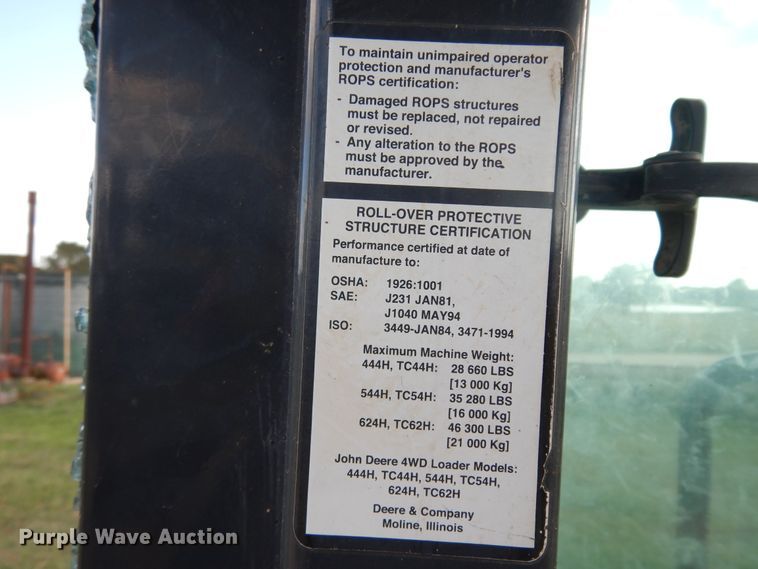 To maintain unimpaired operator
protection and manufacturer's
ROPS certification:
- Damaged ROPS structures
must be replaced, not repaired
or revised.
- Any alteration to the ROPS
must be approved by the
manufacturer.
ROLL-OVER PROTECTIVE
STRUCTURE CERTIFICATION
Performance certified at date of
manufacture to:
OSHA: 1926:1001
SAE: J231 JAN81,
J1040 MAY94
ISO: 3449-JAN84, 3471-1994
Maximum Machine Weight:
444H, TC44H: 28 660 LBS
[13 000 Kg]
544H, TC54H: 35 280 LBS
[16 000 Kg]
624H, TC62H: 46 300 LBS
[21 000 Kg]
John Deere 4WD Loader Models:
444H, TC44H, 544H, TC54H,
624H, TC62H
Deere & Company
Moline, Illinois
Purple Wave Auction